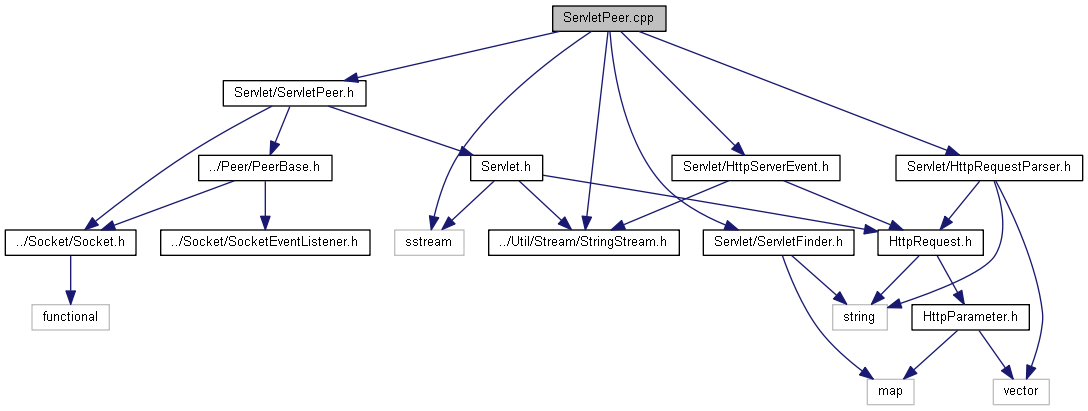 ServletPeer.cpp
Servlet/ServletPeer.h
../Peer/PeerBase.h
Servlet.h
Servlet/HttpServerEvent.h
Servlet/HttpRequestParser.h
../Socket/Socket.h
../Socket/SocketEventListener.h
sstream
../Util/Stream/StringStream.h
Servlet/ServletFinder.h
HttpRequest.h
functional
string
HttpParameter.h
map
vector